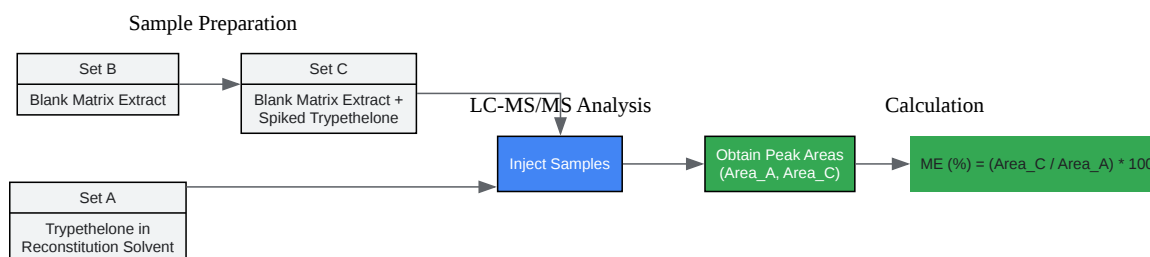 Sample Preparation
Set B
Blank Matrix Extract
Set C
Blank Matrix Extract +
Spiked Trypethelone
LC-MS/MS Analysis
Inject Samples
Obtain Peak Areas
(Area_A, Area_C)
Calculation
ME (%) = (Area_C / Area_A) * 100
Set A
Trypethelone in
Reconstitution Solvent